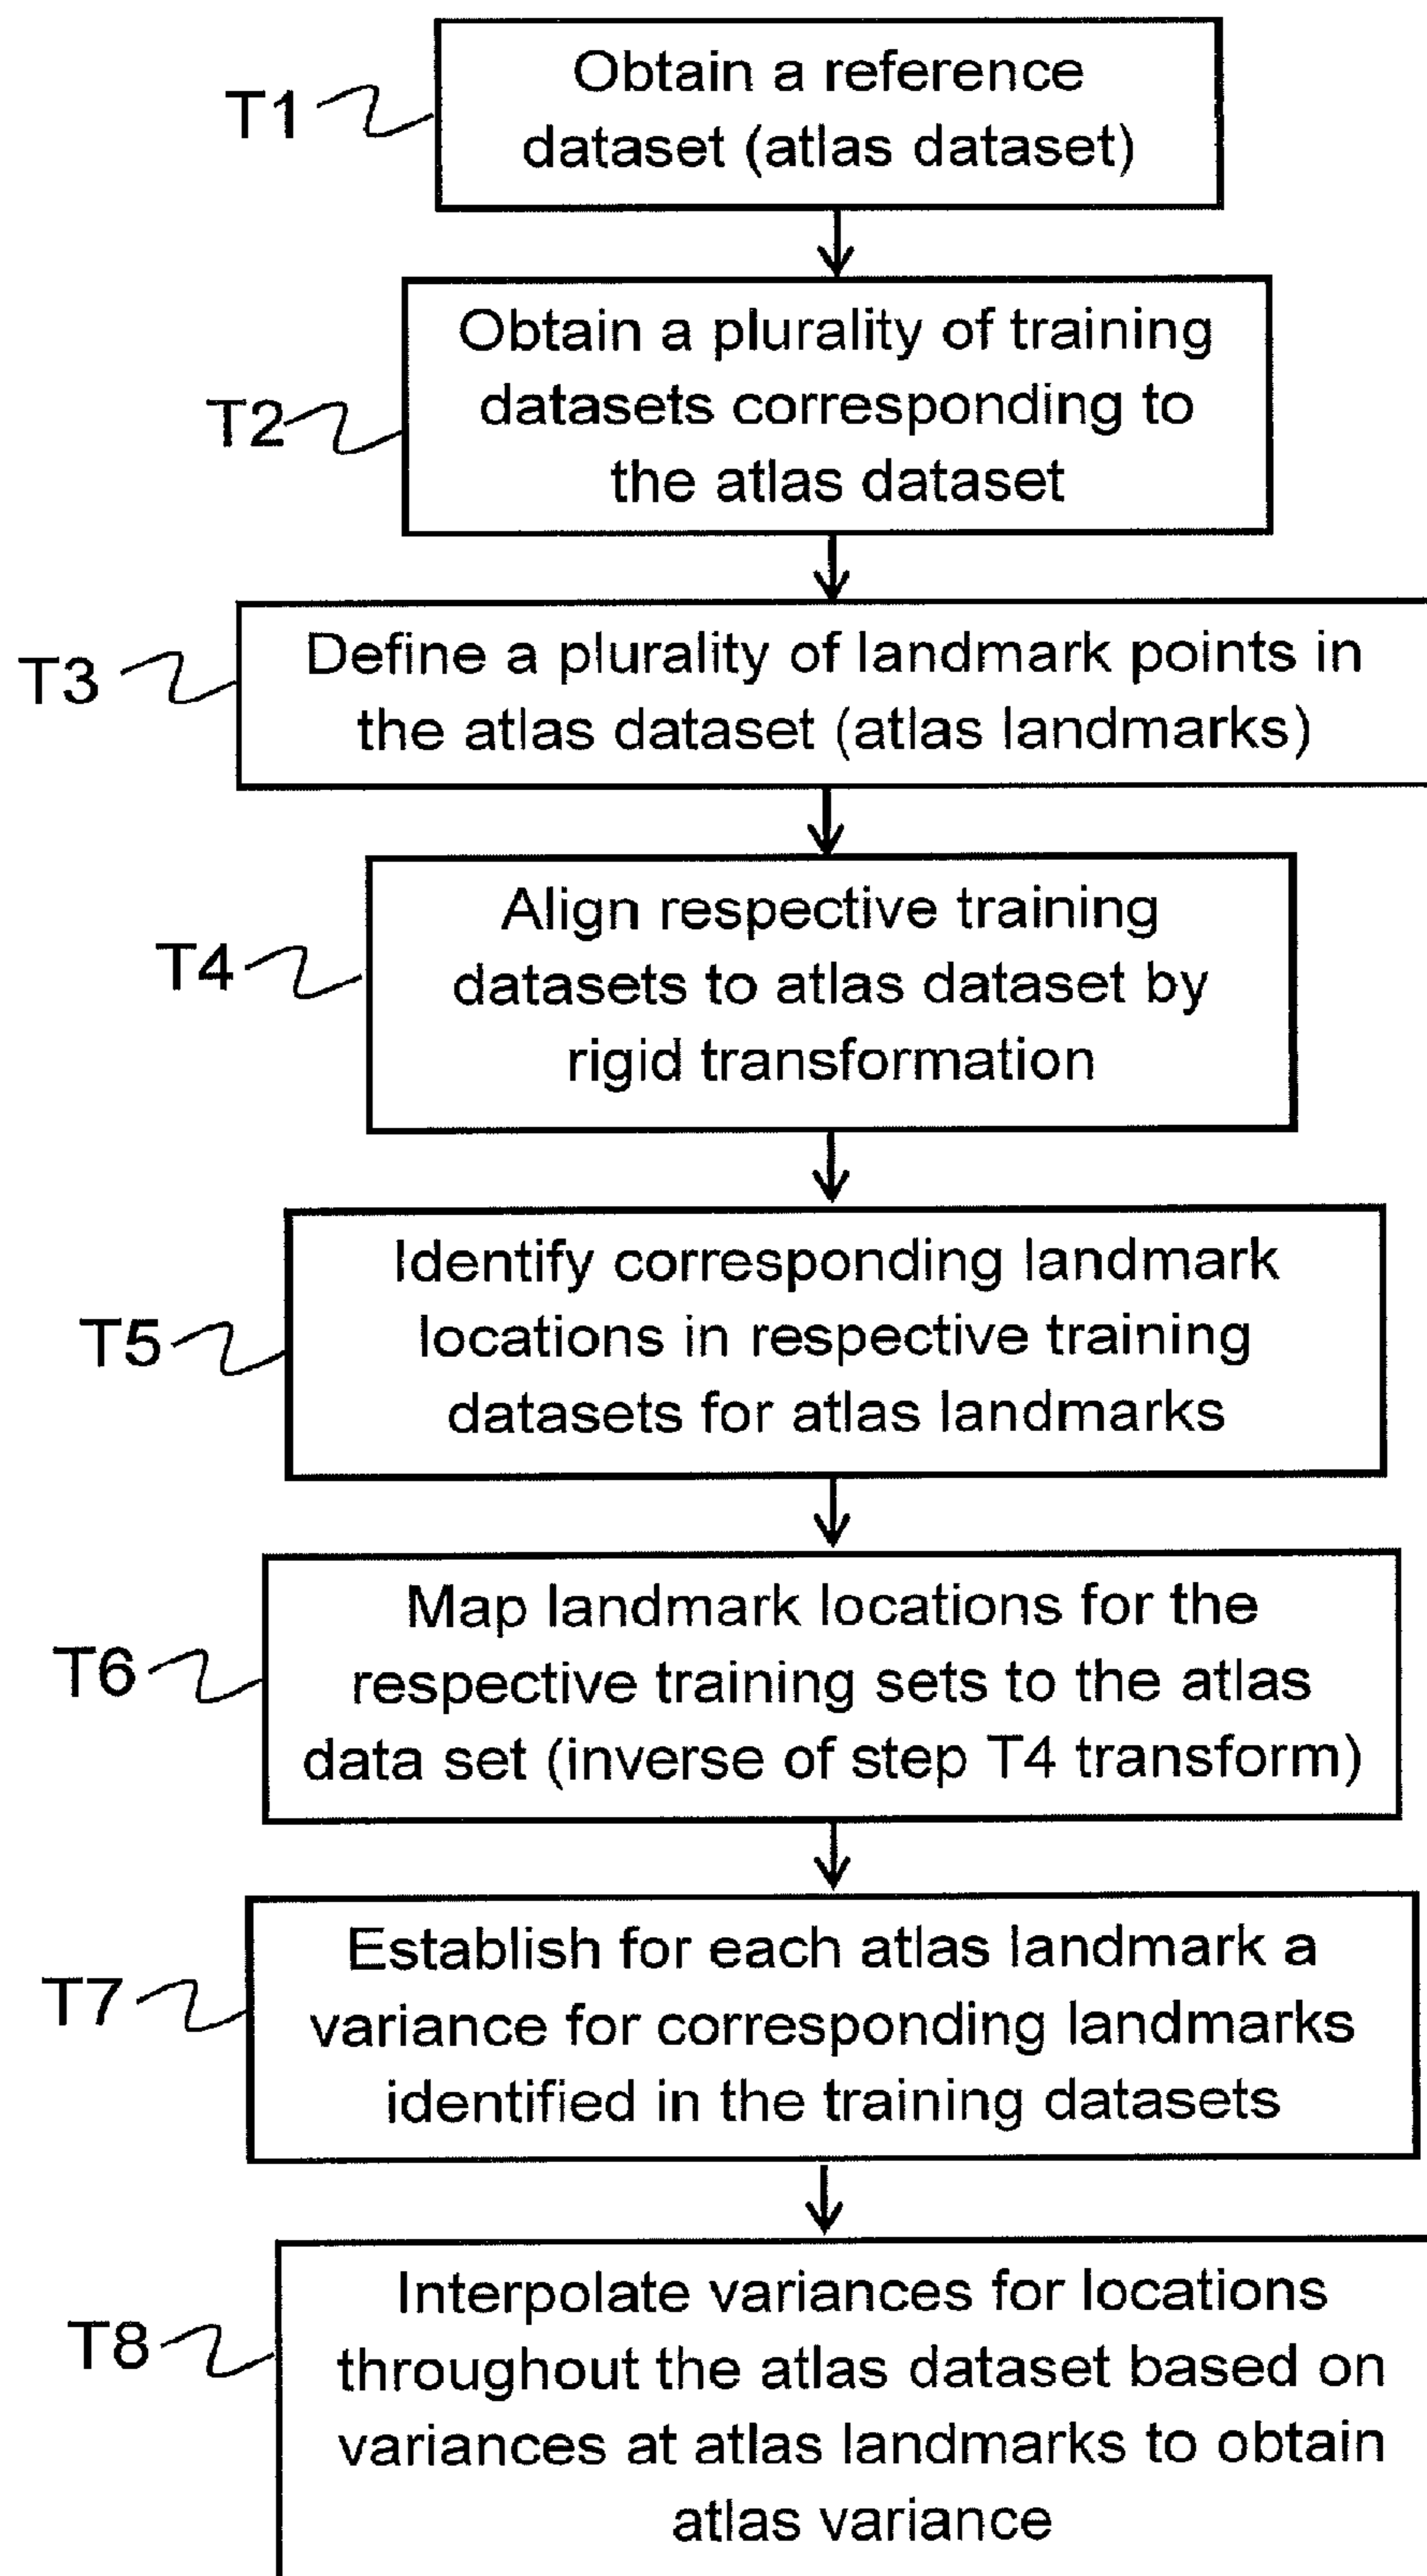 T1
Obtain a reference
dataset (atlas dataset)
T2
Obtain a plurality of training
datasets corresponding to
the atlas dataset
T3
Define a plurality of landmark points in
the atlas dataset (atlas landmarks)
T4
Align respective training
datasets to atlas dataset by
rigid transformation
T5
Identify corresponding landmark
locations in respective training
datasets for atlas landmarks
T6
Map landmark locations for the
respective training sets to the atlas
data set (inverse of step T4 transform)
T7
Establish for each atlas landmark a
variance for corresponding landmarks
identified in the training datasets
T8
Interpolate variances for locations
throughout the atlas dataset based on
variances at atlas landmarks to obtain
atlas variance